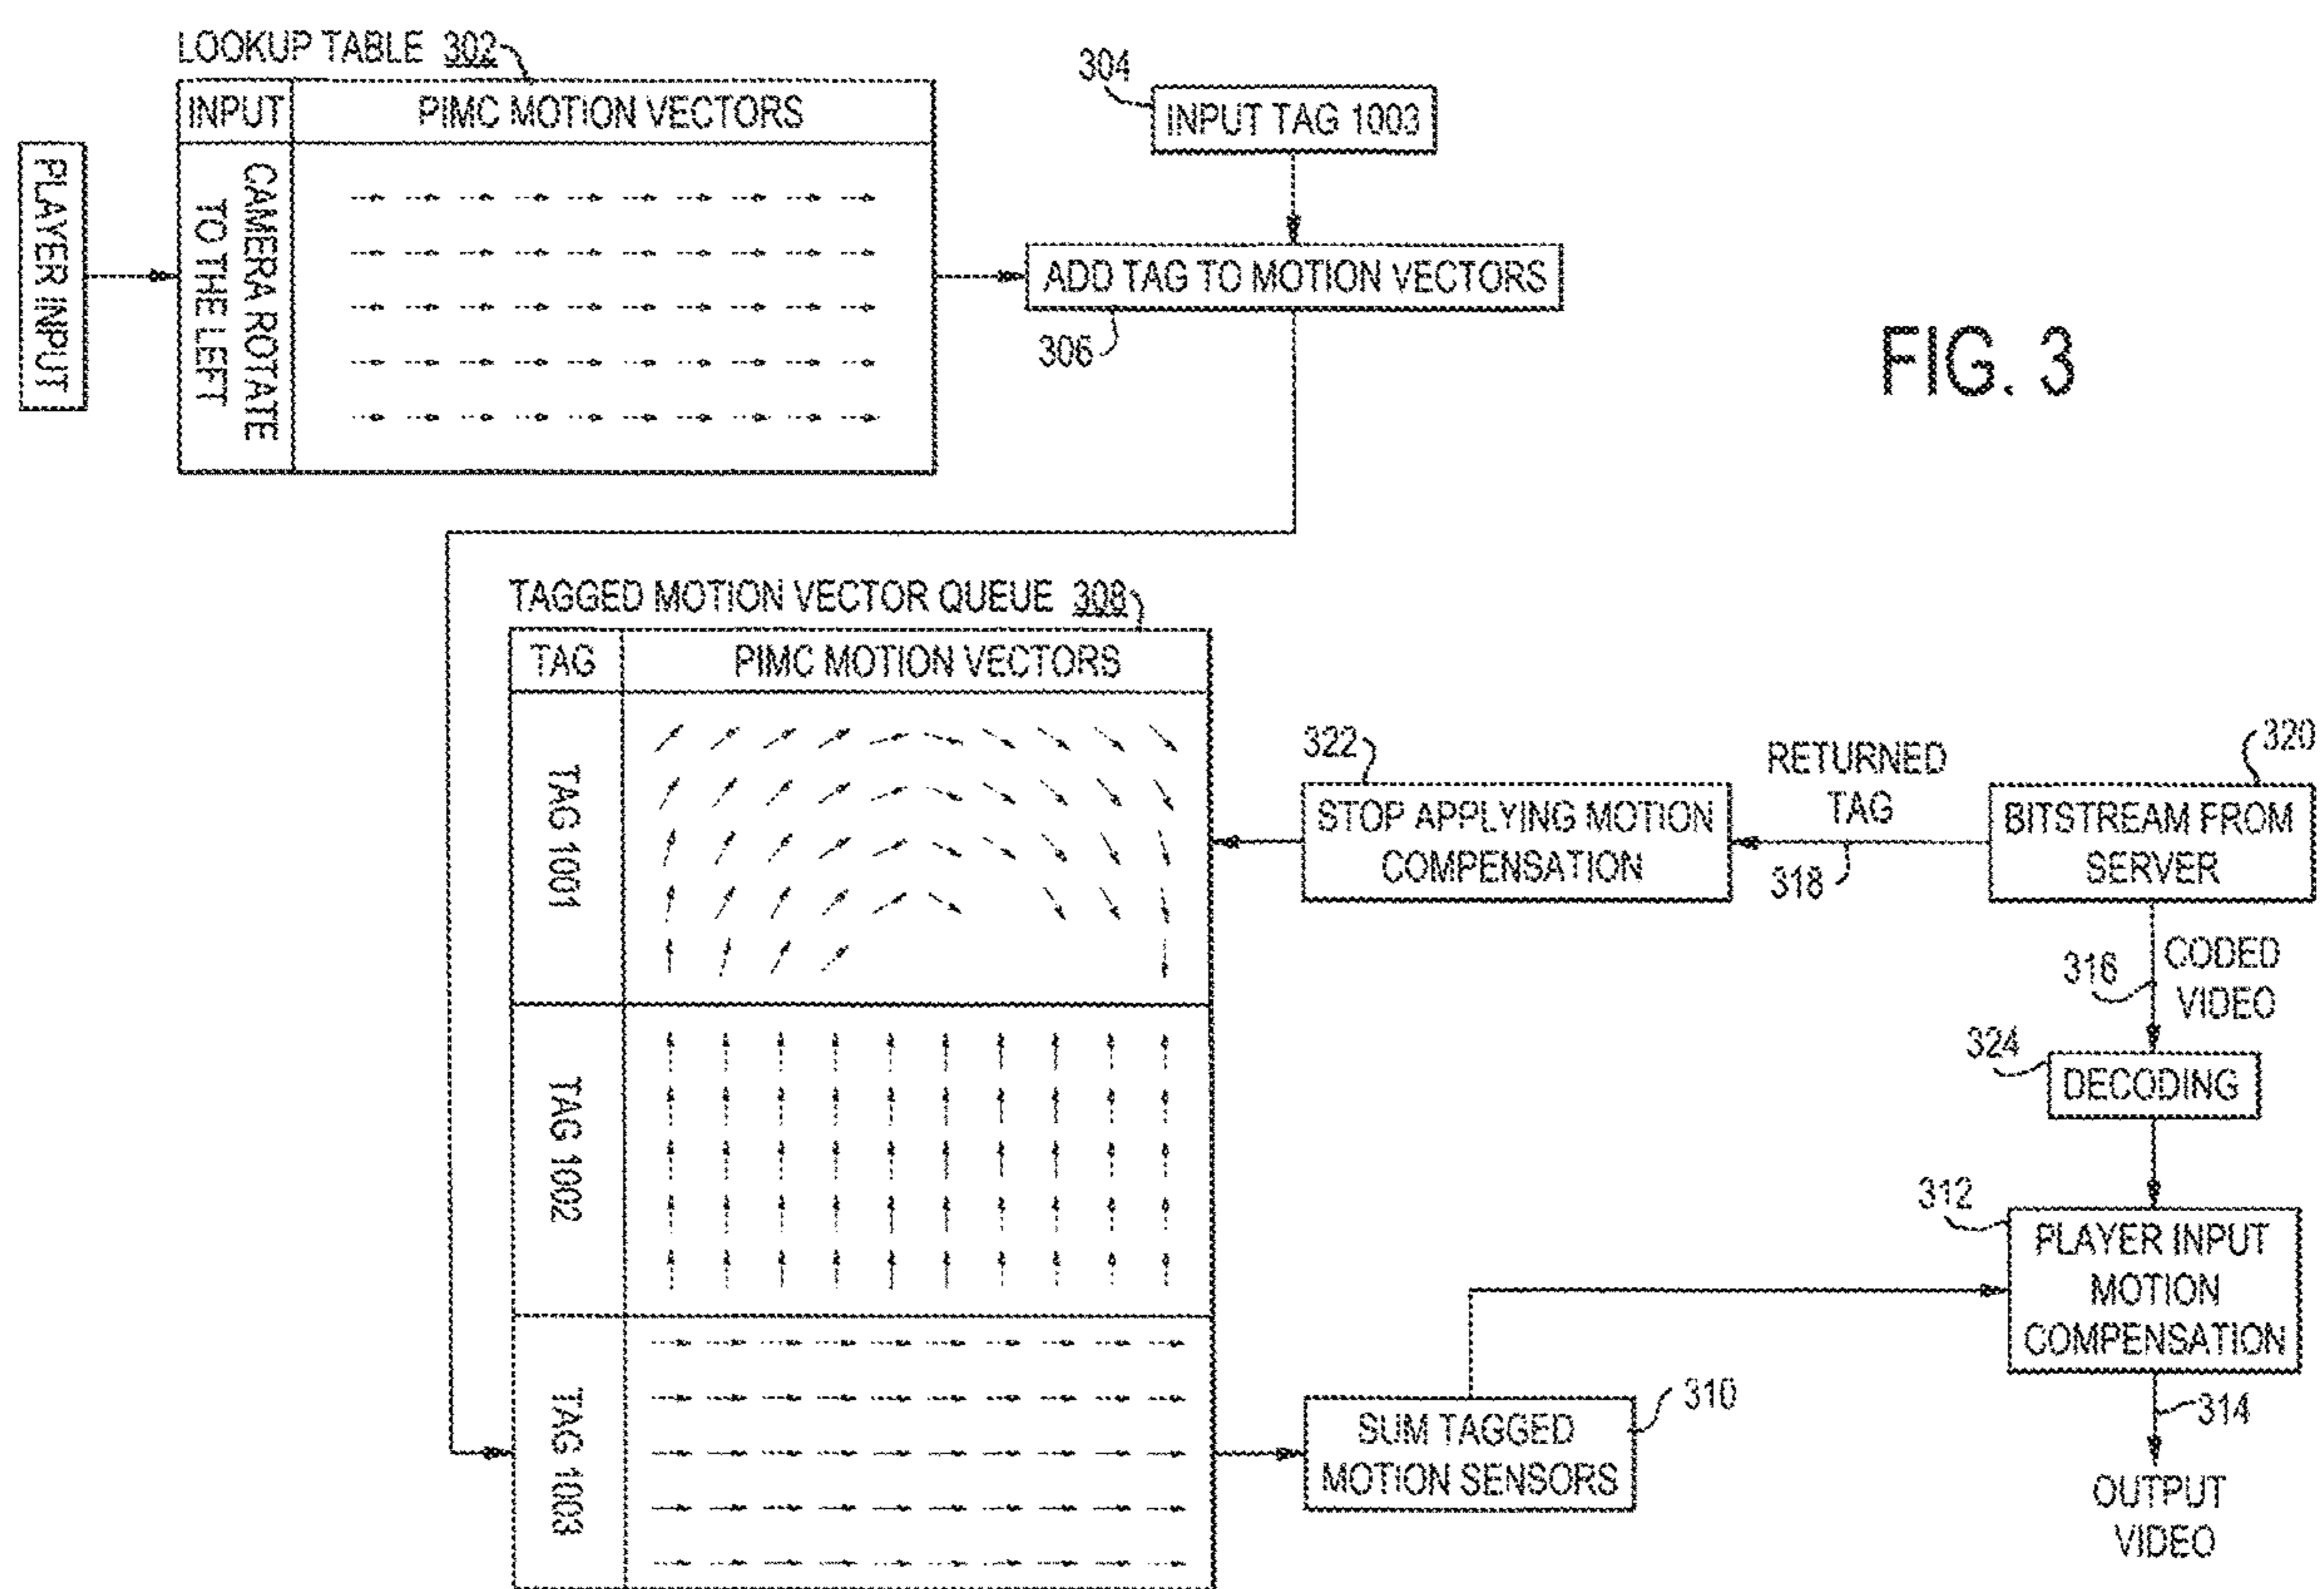 LOOKUP TABLE 302
INPUT
PIMC MOTION VECTORS
PLAYER INPUT
CAMERA ROTATE
TO THE LEFT
304
INPUT TAG 1003
ADD TAG TO MOTION VECTORS
306
FIG. 3
TAGGED MOTION VECTOR QUEUE 308
TAG
PIMC MOTION VECTORS
TAG 1001
TAG 1002
TAG 1003
322
STOP APPLYING MOTION
COMPENSATION
RETURNED
TAG
318
320
BITSTREAM FROM
SERVER
316
CODED
VIDEO
324
DECODING
312
PLAYER INPUT
MOTION
COMPENSATION
310
SUM TAGGED
MOTION SENSORS
314
OUTPUT
VIDEO